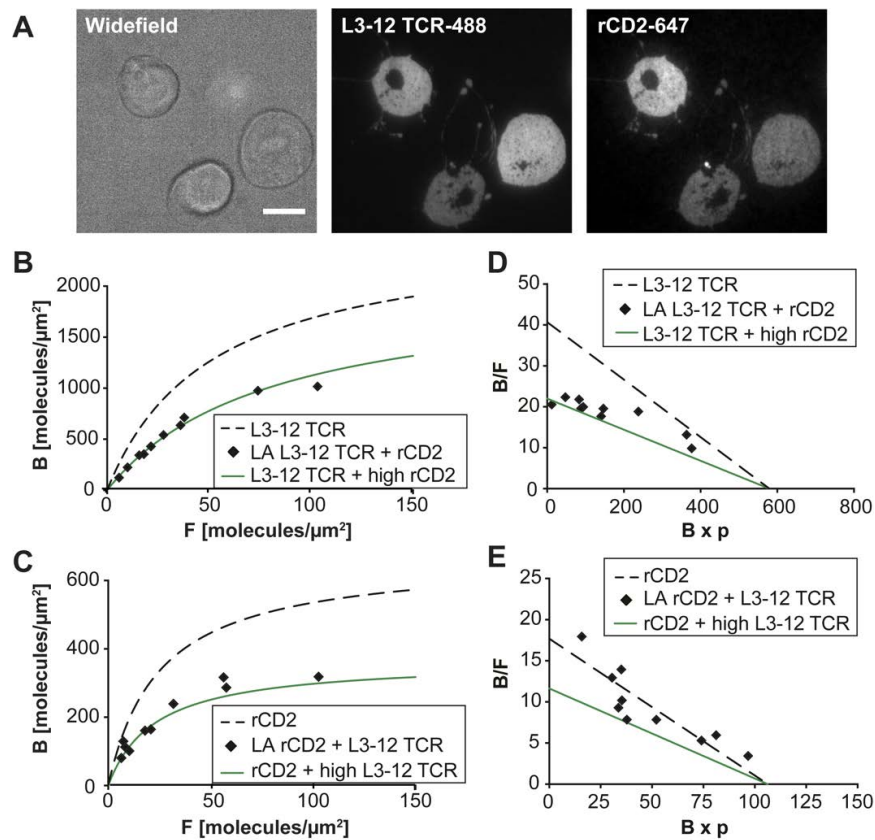 A
Widefield
L3-12 TCR-488
rCD2-647
B
2000
1500
1000
500
0
0
50
100
150
B [molecules/µm²]
F [molecules/µm²]
L3-12 TCR
LA L3-12 TCR + rCD2
L3-12 TCR + high rCD2
D
50
40
30
20
10
0
0
200
400
600
800
B/F
B x p
L3-12 TCR
LA L3-12 TCR + rCD2
L3-12 TCR + high rCD2
C
600
400
200
0
0
50
100
150
B [molecules/µm²]
F [molecules/µm²]
rCD2
LA rCD2 + L3-12 TCR
rCD2 + high L3-12 TCR
E
25
20
15
10
5
0
0
25
50
75
100
125
150
B/F
B x p
rCD2
LA rCD2 + L3-12 TCR
rCD2 + high L3-12 TCR